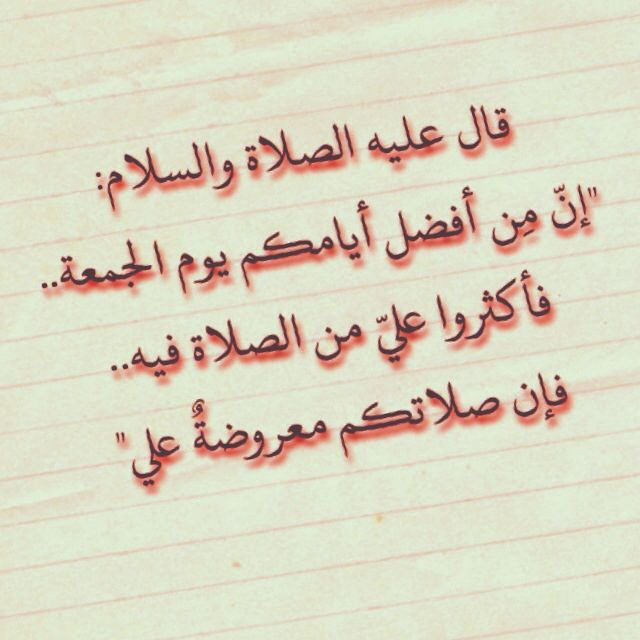 قال عليه الصلاة والسلام:
"إنّ مِن أفضل أيامكم يوم الجمعة..
فأكثروا عليّ من الصلاة فيه..
فإن صلاتكم معروضةٌ علي"